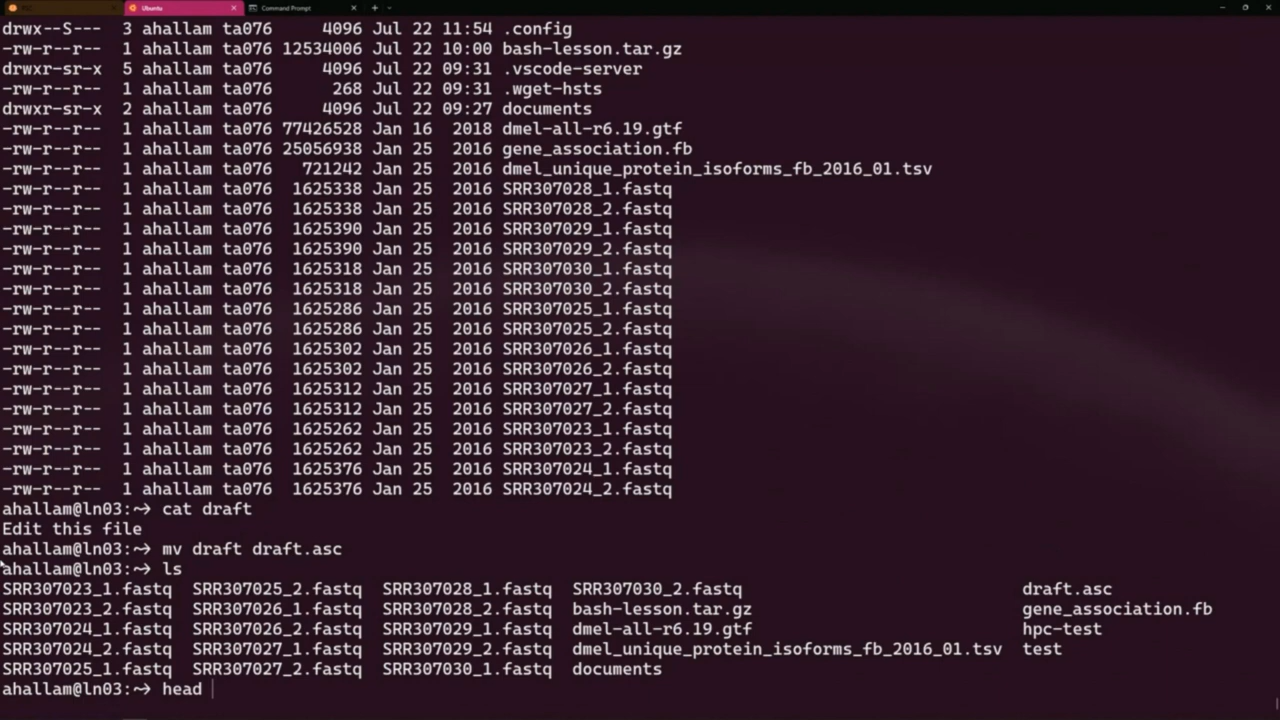 Ubuntu
Command Prompt
drwx--S--- 3 ahallam ta076 4096 Jul 22 11:54 .config
-rw-r--r-- 1 ahallam ta076 12534006 Jul 22 10:00 bash-lesson.tar.gz
drwxr-sr-x 5 ahallam ta076 4096 Jul 22 09:31 .vscode-server
-rw-r--r-- 1 ahallam ta076 268 Jul 22 09:31 .wget-hsts
drwxr-sr-x 2 ahallam ta076 4096 Jul 22 09:27 documents
-rw-r--r-- 1 ahallam ta076 77426528 Jan 16 2018 dmel-all-r6.19.gtf
-rw-r--r-- 1 ahallam ta076 25056938 Jan 25 2016 gene_association.fb
-rw-r--r-- 1 ahallam ta076 721242 Jan 25 2016 dmel_unique_protein_isoforms_fb_2016_01.tsv
-rw-r--r-- 1 ahallam ta076 1625338 Jan 25 2016 SRR307028_1.fastq
-rw-r--r-- 1 ahallam ta076 1625338 Jan 25 2016 SRR307028_2.fastq
-rw-r--r-- 1 ahallam ta076 1625390 Jan 25 2016 SRR307029_1.fastq
-rw-r--r-- 1 ahallam ta076 1625390 Jan 25 2016 SRR307029_2.fastq
-rw-r--r-- 1 ahallam ta076 1625318 Jan 25 2016 SRR307030_1.fastq
-rw-r--r-- 1 ahallam ta076 1625318 Jan 25 2016 SRR307030_2.fastq
-rw-r--r-- 1 ahallam ta076 1625286 Jan 25 2016 SRR307025_1.fastq
-rw-r--r-- 1 ahallam ta076 1625286 Jan 25 2016 SRR307025_2.fastq
-rw-r--r-- 1 ahallam ta076 1625302 Jan 25 2016 SRR307026_1.fastq
-rw-r--r-- 1 ahallam ta076 1625302 Jan 25 2016 SRR307026_2.fastq
-rw-r--r-- 1 ahallam ta076 1625312 Jan 25 2016 SRR307027_1.fastq
-rw-r--r-- 1 ahallam ta076 1625312 Jan 25 2016 SRR307027_2.fastq
-rw-r--r-- 1 ahallam ta076 1625262 Jan 25 2016 SRR307023_1.fastq
-rw-r--r-- 1 ahallam ta076 1625262 Jan 25 2016 SRR307023_2.fastq
-rw-r--r-- 1 ahallam ta076 1625376 Jan 25 2016 SRR307024_1.fastq
-rw-r--r-- 1 ahallam ta076 1625376 Jan 25 2016 SRR307024_2.fastq
ahallam@ln03:~> cat draft
Edit this file
ahallam@ln03:~> mv draft draft.asc
ahallam@ln03:~> ls
SRR307023_1.fastq SRR307025_2.fastq SRR307028_1.fastq SRR307030_2.fastq draft.asc
SRR307023_2.fastq SRR307026_1.fastq SRR307028_2.fastq bash-lesson.tar.gz gene_association.fb
SRR307024_1.fastq SRR307026_2.fastq SRR307029_1.fastq dmel-all-r6.19.gtf hpc-test
SRR307024_2.fastq SRR307027_1.fastq SRR307029_2.fastq dmel_unique_protein_isoforms_fb_2016_01.tsv test
SRR307025_1.fastq SRR307027_2.fastq SRR307030_1.fastq documents
ahallam@ln03:~> head